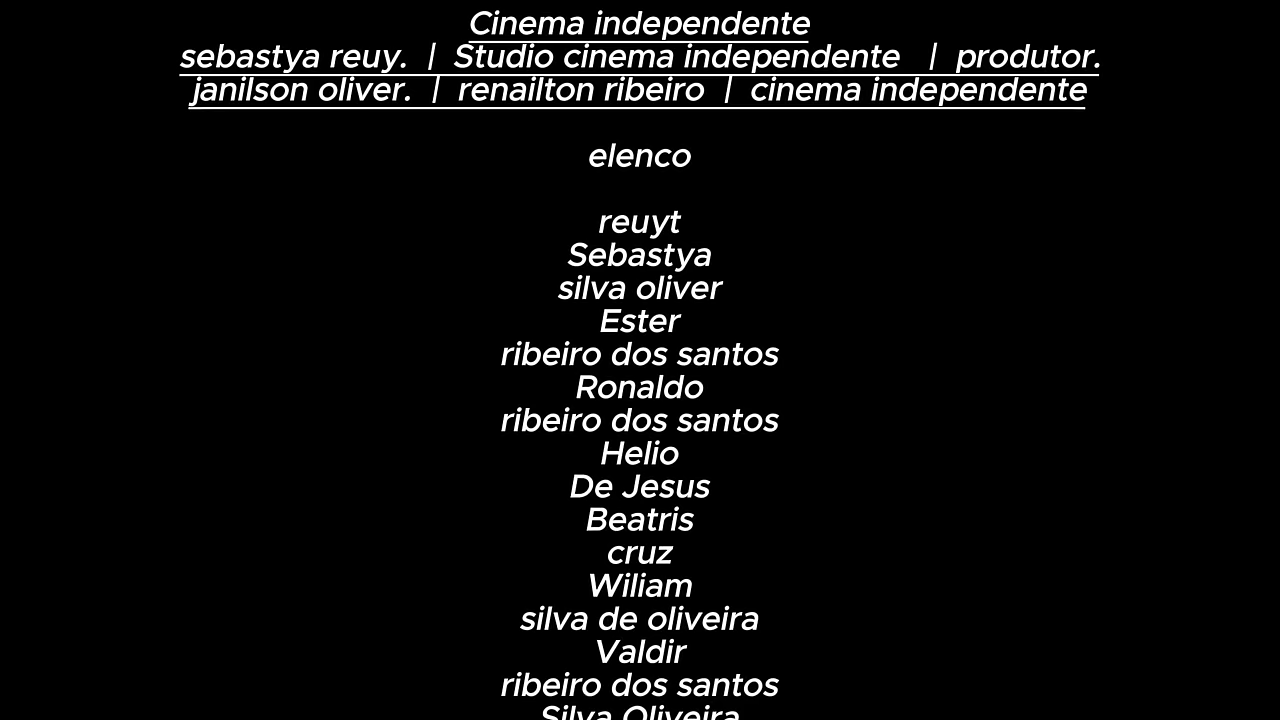 Cinema independente
sebastya reuy. | Studio cinema independente | produtor.
janilson oliver. | renailton ribeiro | cinema independente
elenco
reuyt
Sebastya
silva oliver
Ester
ribeiro dos santos
Ronaldo
ribeiro dos santos
Helio
De Jesus
Beatris
cruz
Wiliam
silva de oliveira
Valdir
ribeiro dos santos
Silva Oliveira